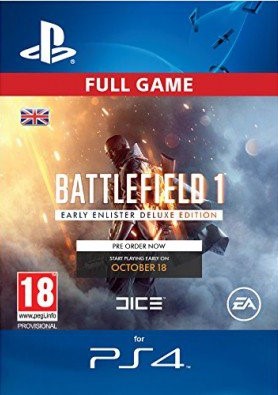 FULL GAME
BATTLEFIELD 1
EARLY ENLISTER DELUXE EDITION
PRE ORDER NOW
START PLAYING EARLY ON
OCTOBER 18
18
www.pegi.info
PROVISIONAL
DICE
EA
for
PS4